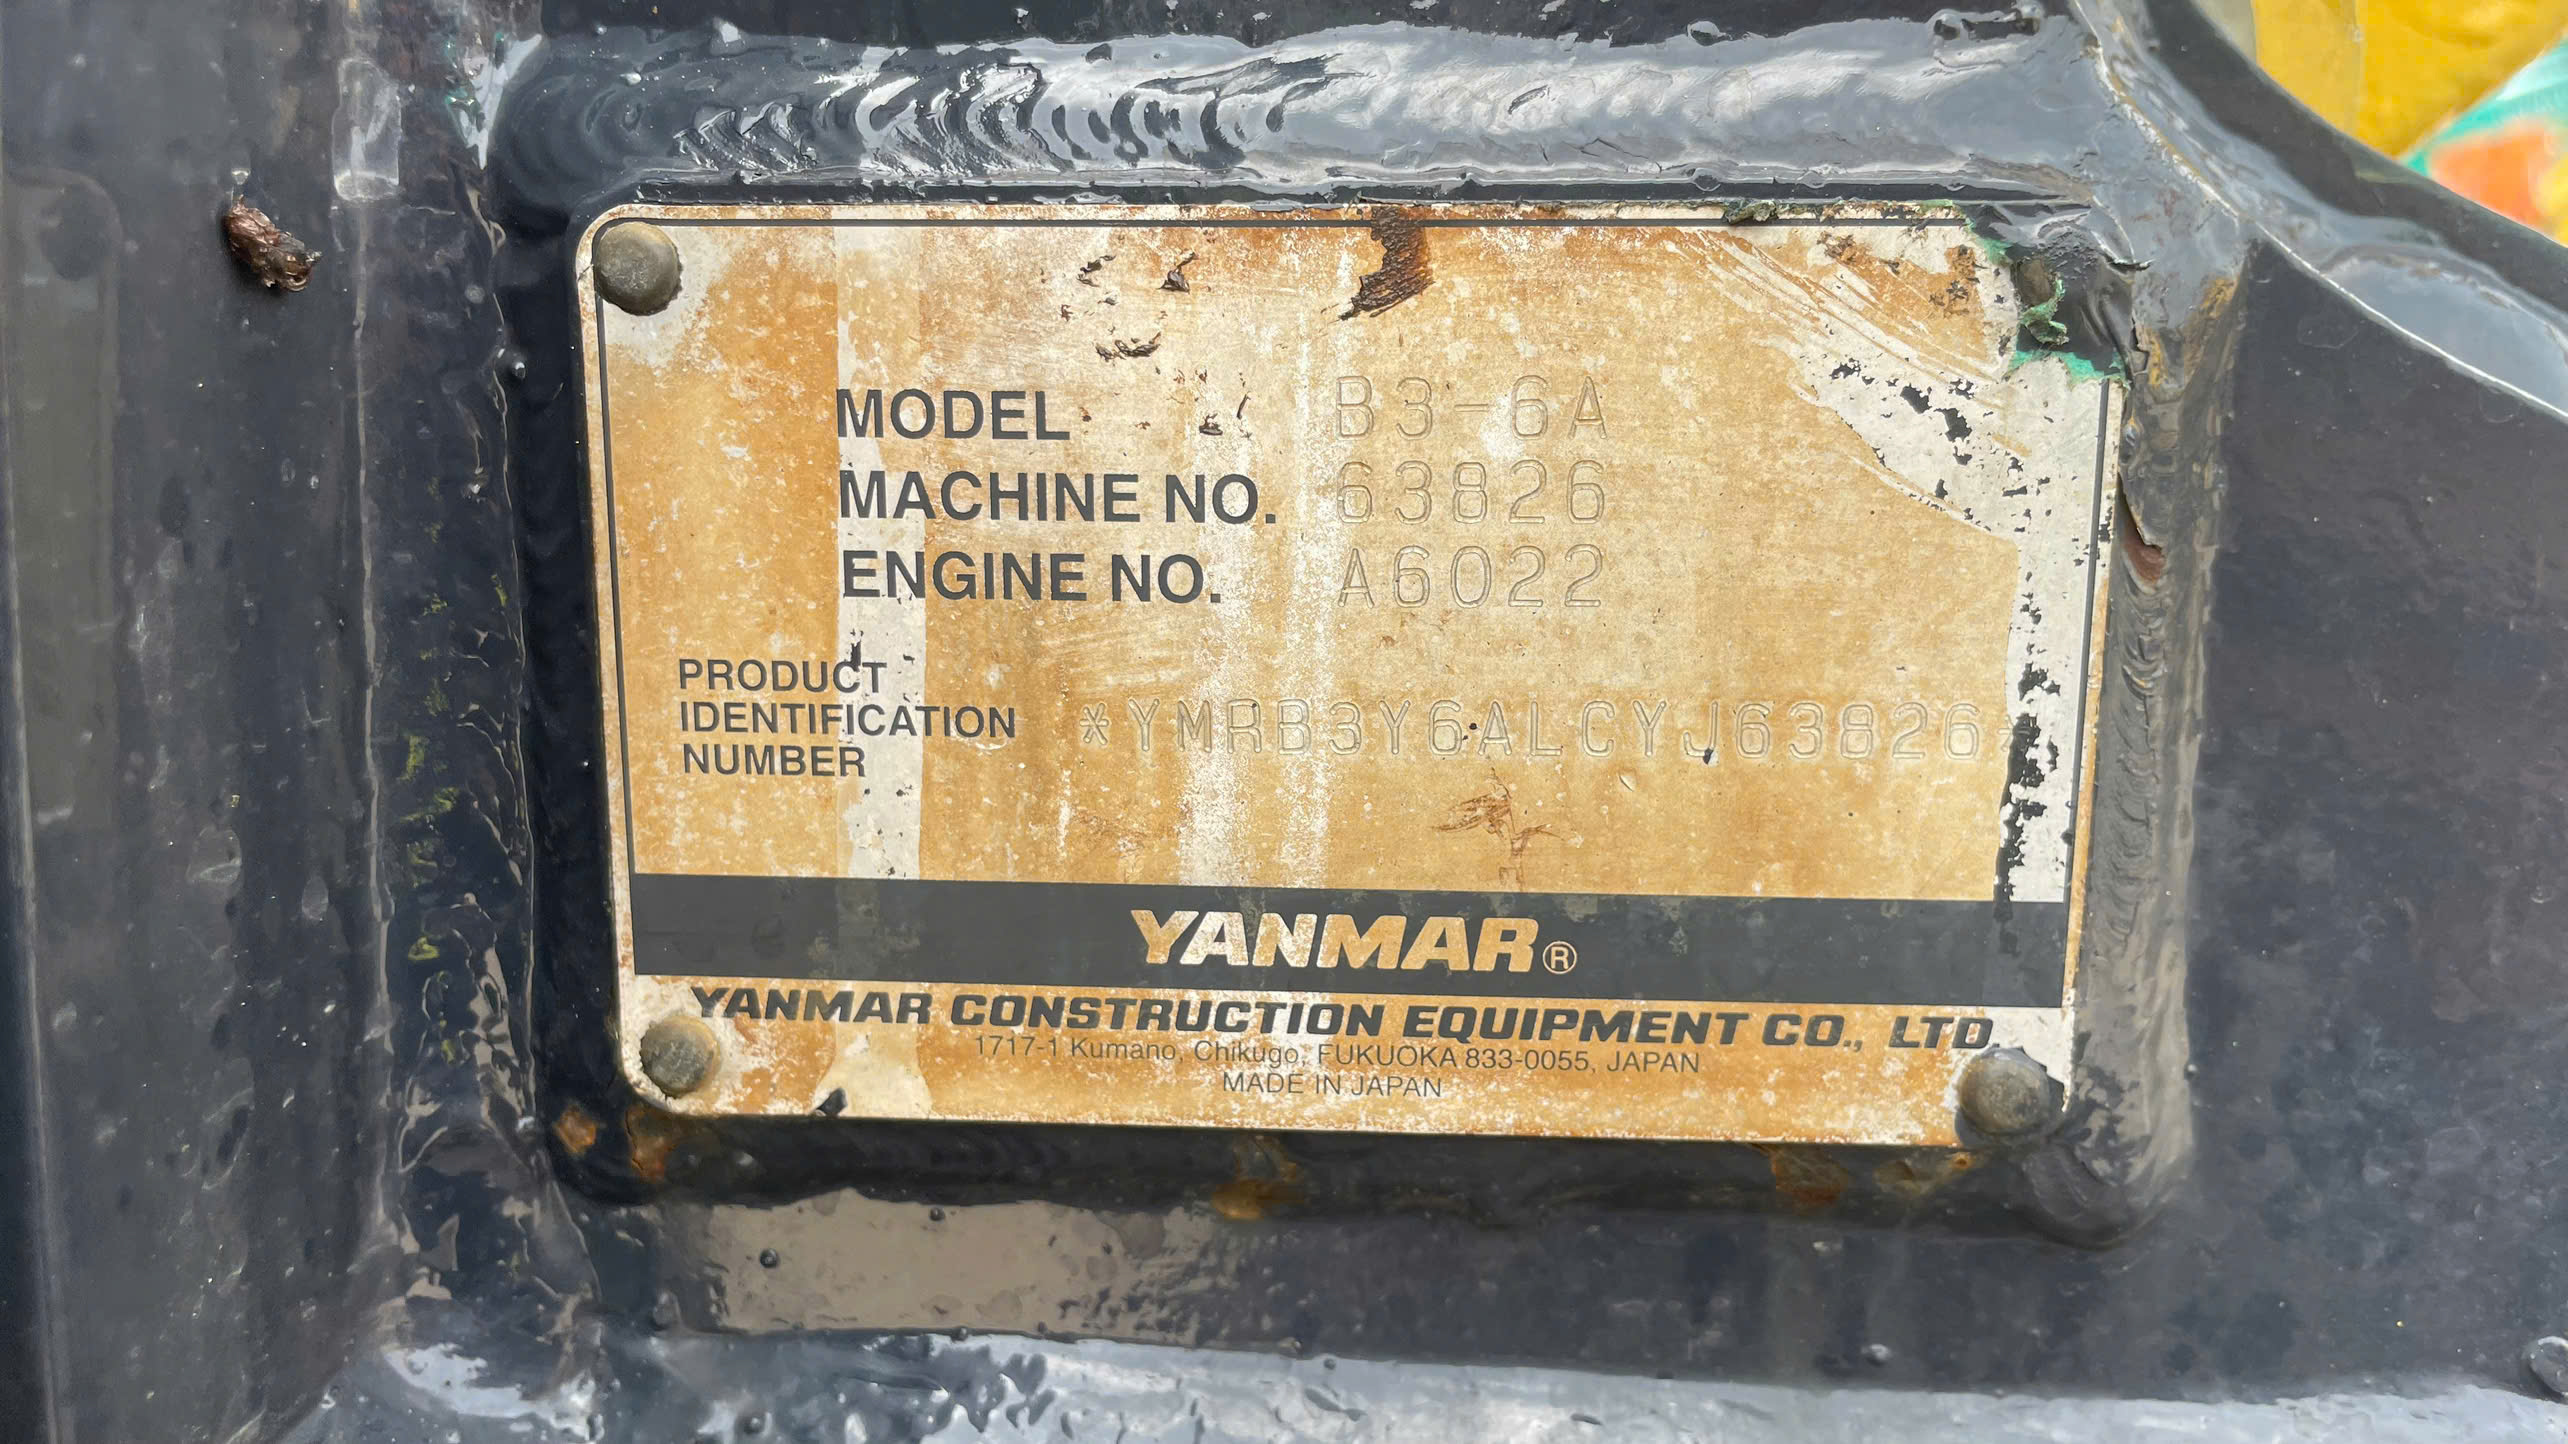 MODEL B3-6A
MACHINE NO. 63826
ENGINE NO. A6022
PRODUCT
IDENTIFICATION
NUMBER *YMRB3Y6ALCYJ63826*
YANMAR®
YANMAR CONSTRUCTION EQUIPMENT CO., LTD.
1717-1 Kumano, Chikugo, FUKUOKA 833-0055, JAPAN
MADE IN JAPAN